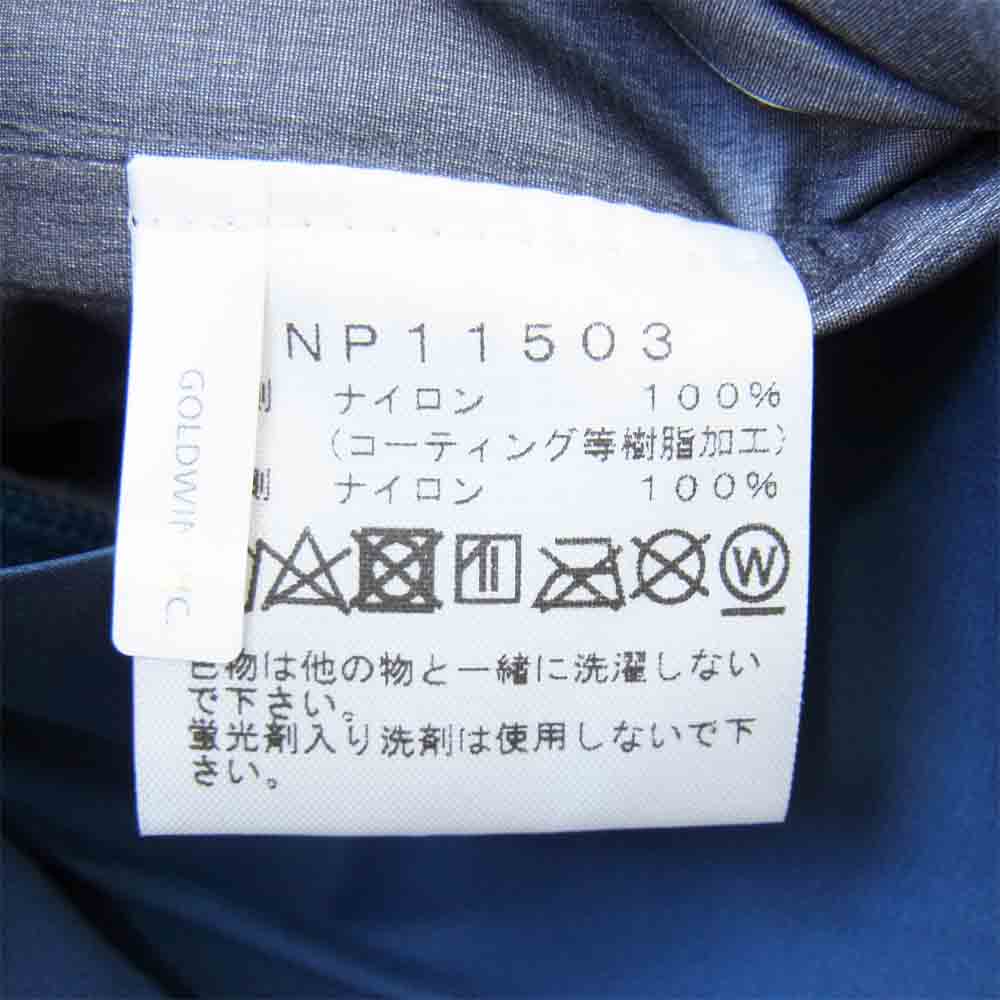 NP11503
ナイロン 100%
(コーティング等樹脂加工)
ナイロン 100%
W
色物は他の物と一緒に洗濯しない
で下さい。
蛍光剤入り洗剤は使用しないで下
さい。
GOLDWIN